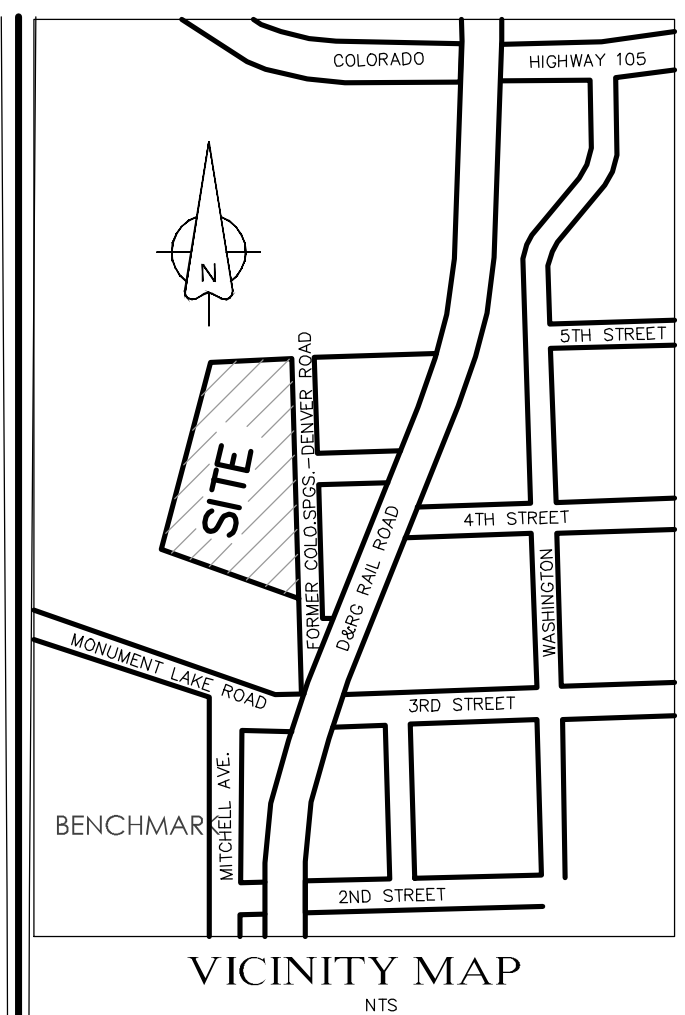 COLORADO
HIGHWAY 105
N
5TH STREET
FORMER COLO.SPGS.-DENVER ROAD
SITE
4TH STREET
D&RG RAIL ROAD
WASHINGTON
MONUMENT LAKE ROAD
3RD STREET
MITCHELL AVE.
BENCHMARK
2ND STREET
VICINITY MAP
NTS